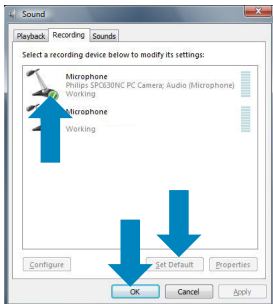 Sound
Playback Recording Sounds
Select a recording device below to modify its settings:
Microphone
Philips SPC630NC PC Camera; Audio (Microphone)
Working
Microphone
Working
Configure Set Default Properties
OK Cancel Apply